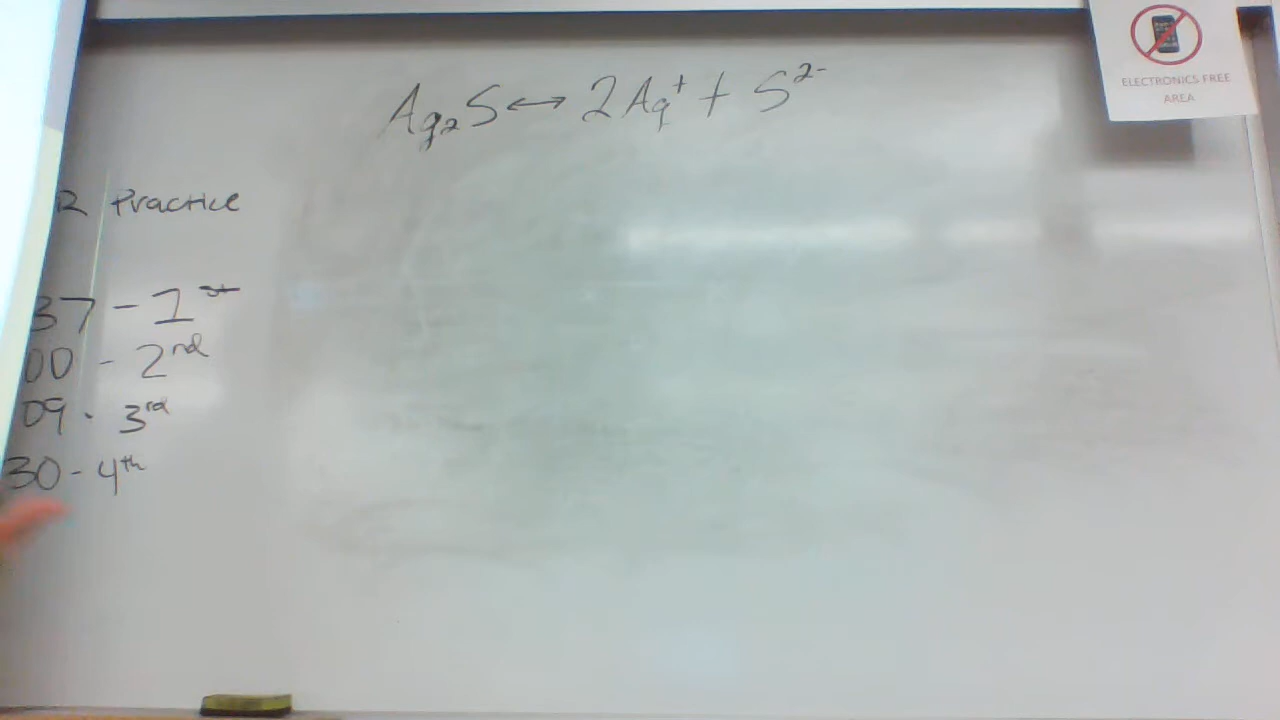 Ag₂S ↔ 2Ag⁺ + S²⁻
ELECTRONICS FREE
AREA
Practice
37 - 1st
00 - 2nd
09 - 3rd
30 - 4th